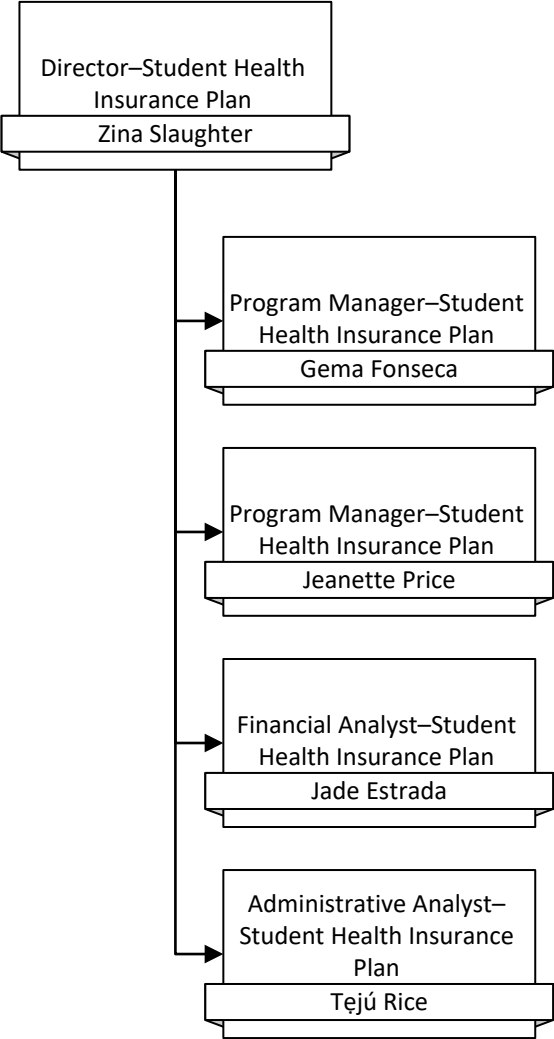 Director–Student Health
Insurance Plan
Zina Slaughter
Program Manager–Student
Health Insurance Plan
Gema Fonseca
Program Manager–Student
Health Insurance Plan
Jeanette Price
Financial Analyst–Student
Health Insurance Plan
Jade Estrada
Administrative Analyst–
Student Health Insurance
Plan
Tẹjú Rice